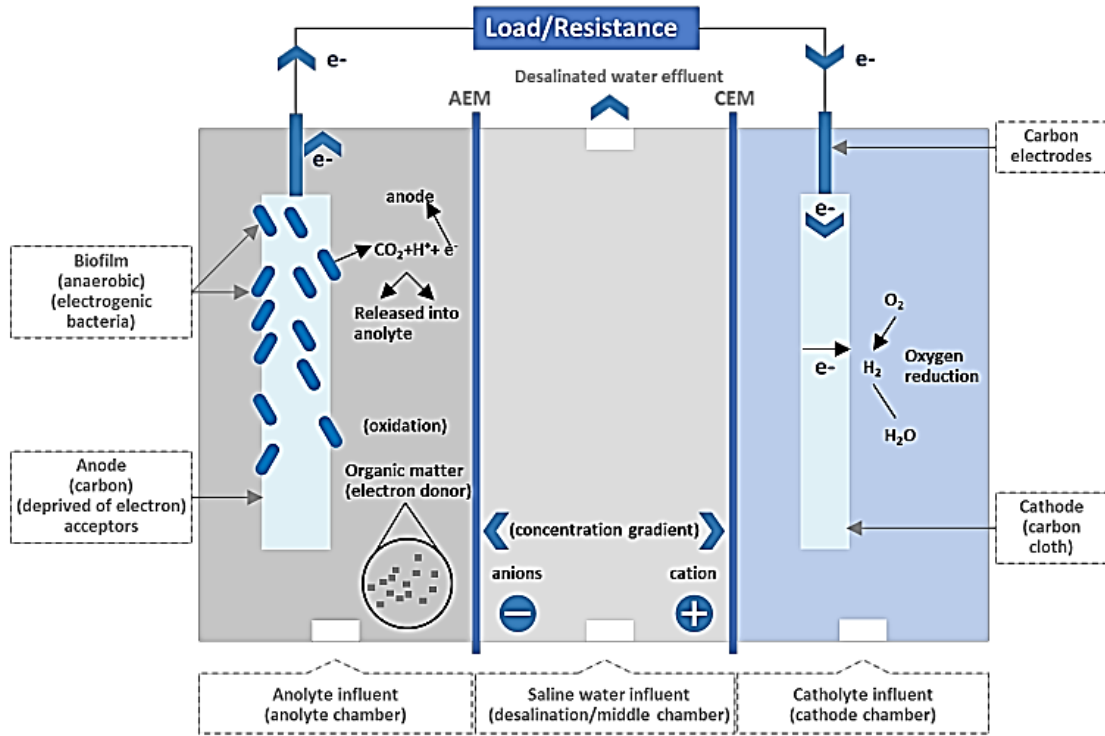 Load/Resistance
e-
e-
Desalinated water effluent
AEM
CEM
e-
Carbon
electrodes
anode
e-
Biofilm
(anaerobic)
(electrogenic
bacteria)
CO₂+H⁺+ e⁻
Released into
anolyte
O₂
e-
H₂
Oxygen
reduction
H₂O
(oxidation)
Anode
(carbon)
(deprived of electron)
acceptors
Organic matter
(electron donor)
(concentration gradient)
Cathode
(carbon
cloth)
anions
cation
−
+
Anolyte influent
(anolyte chamber)
Saline water influent
(desalination/middle chamber)
Catholyte influent
(cathode chamber)